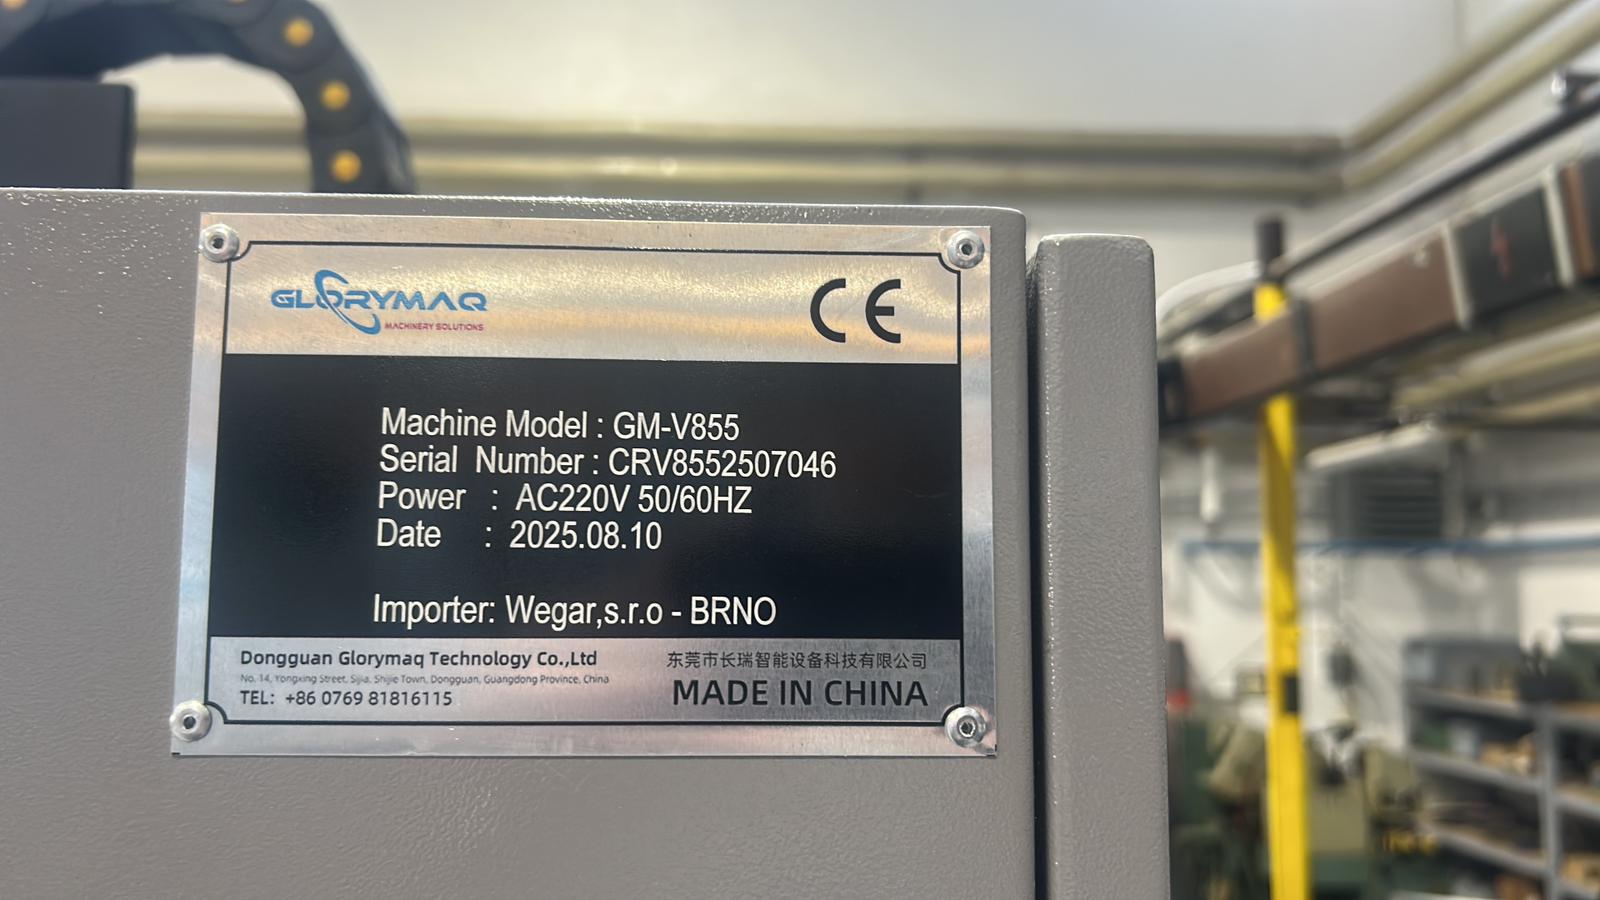 GLORYMAQ
MACHINERY SOLUTIONS
CE
Machine Model : GM-V855
Serial Number : CRV8552507046
Power : AC220V 50/60HZ
Date : 2025.08.10
Importer: Wegar,s.r.o - BRNO
Dongguan Glorymaq Technology Co.,Ltd
No. 14, Yongxing Street, Sijia, Shijie Town, Dongguan, Guangdong Province, China
TEL: +86 0769 81816115
东莞市长瑞智能设备科技有限公司
MADE IN CHINA